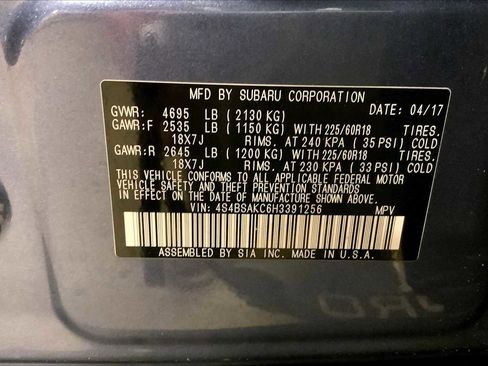 MFD BY SUBARU CORPORATION
GVWR: 4695 LB (2130 KG) DATE: 04/17
GAWR:F 2535 LB (1150 KG) WITH 225/60R18 TIRES.
18X7J RIMS. AT 240 KPA (35 PSI) COLD
GAWR:R 2645 LB (1200 KG) WITH 225/60R18 TIRES.
18X7J RIMS. AT 230 KPA (33 PSI) COLD
THIS VEHICLE CONFORMS TO ALL APPLICABLE FEDERAL MOTOR
VEHICLE SAFETY AND THEFT PREVENTION STANDARDS
IN EFFECT ON THE DATE OF MANUFACTURE SHOWN ABOVE.
VIN: 4S4BSAKC6H3391256 MPV
ASSEMBLED BY SIA INC. MADE IN U.S.A.